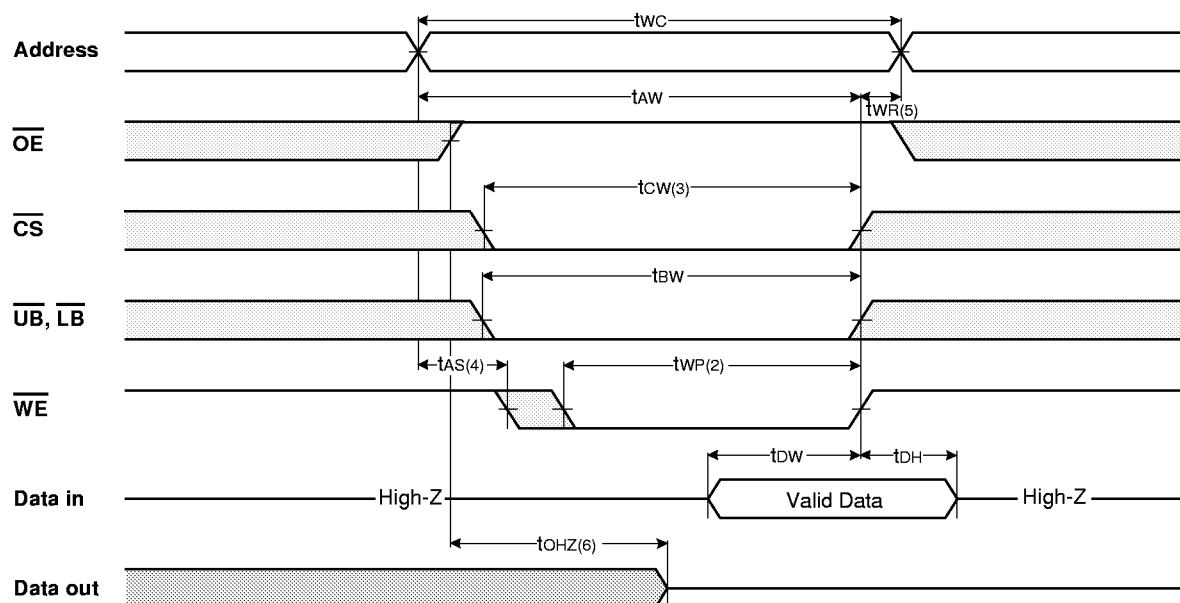 tWC
Address
tAW
tWR(5)
OE
tCW(3)
CS
tBW
UB, LB
tAS(4)
tWP(2)
WE
tDW
tDH
Data in
High-Z
Valid Data
High-Z
tOHZ(6)
Data out